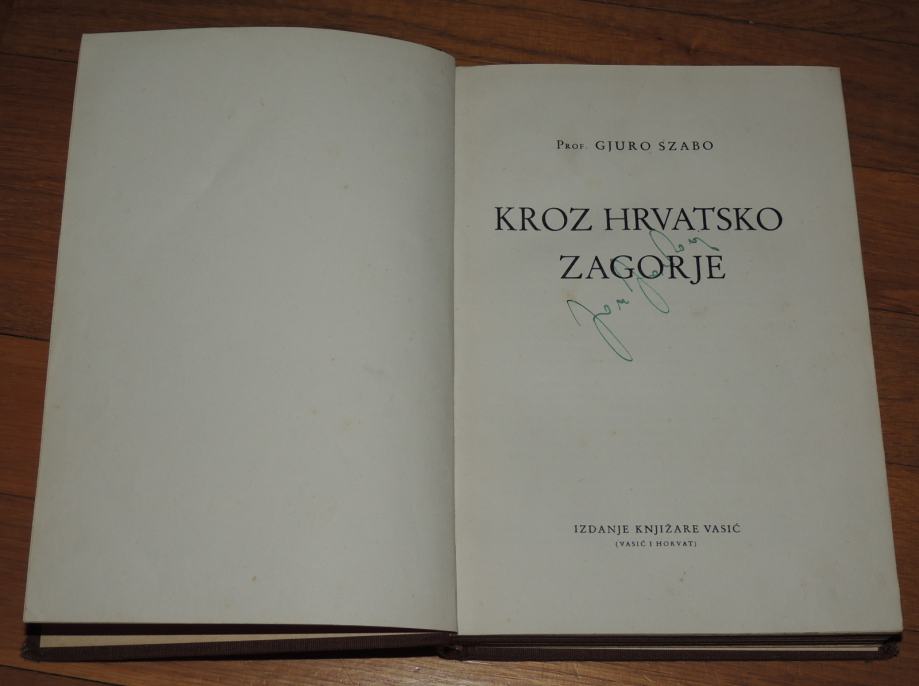 Prof. GJURO SZABO
KROZ HRVATSKO
ZAGORJE
IZDANJE KNJIŽARE VASIĆ
(VASIĆ I HORVAT)